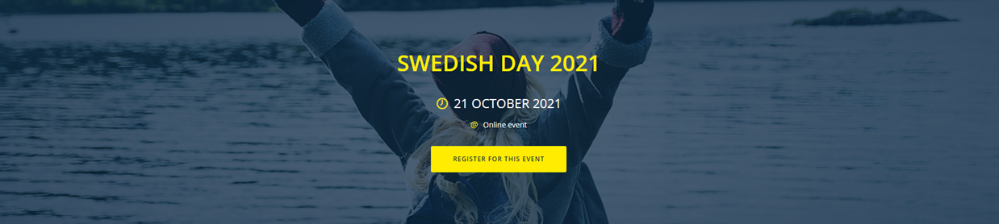 SWEDISH DAY 2021
21 OCTOBER 2021
@ Online event
REGISTER FOR THIS EVENT